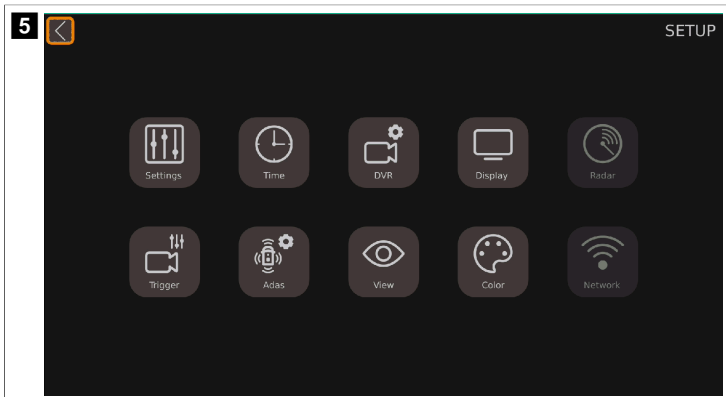 5
SETUP
Settings Time DVR Display Radar
Trigger Adas View Color Network